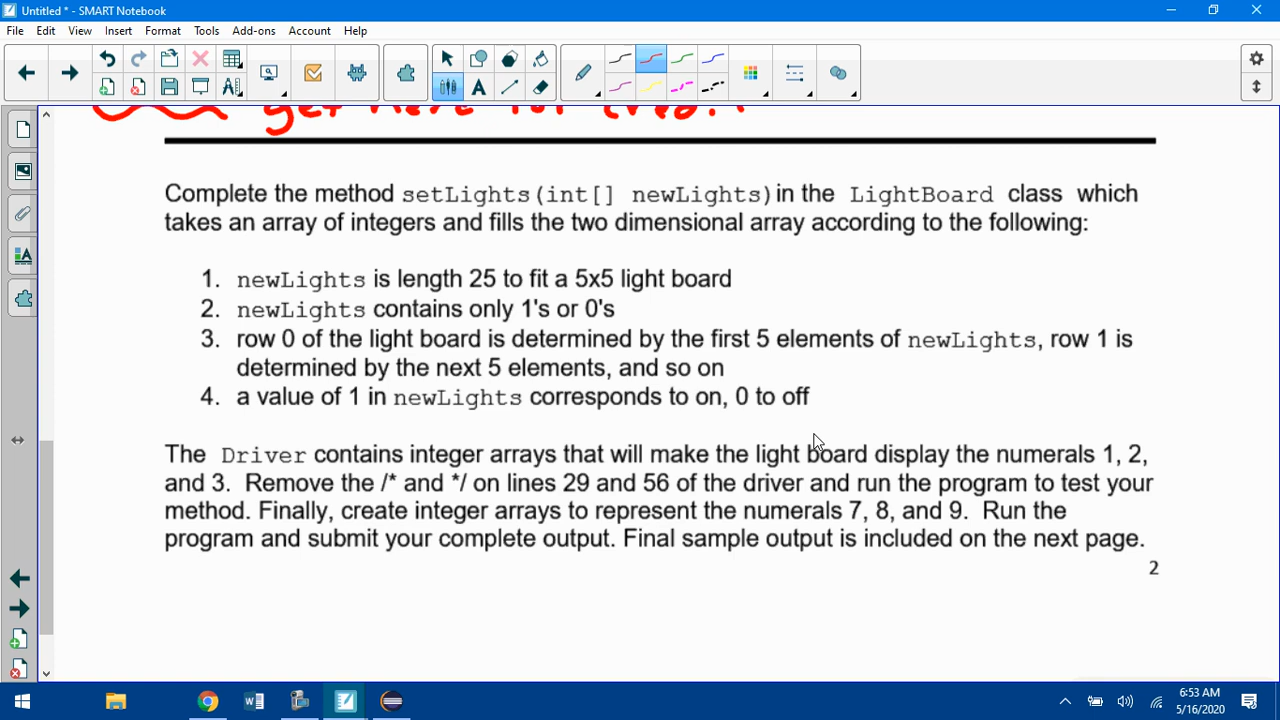 Untitled * - SMART Notebook
File Edit View Insert Format Tools Add-ons Account Help
get here for cred
Complete the method setLights(int[] newLights)in the LightBoard class which
takes an array of integers and fills the two dimensional array according to the following:
1. newLights is length 25 to fit a 5x5 light board
2. newLights contains only 1's or 0's
3. row 0 of the light board is determined by the first 5 elements of newLights, row 1 is
determined by the next 5 elements, and so on
4. a value of 1 in newLights corresponds to on, 0 to off
The Driver contains integer arrays that will make the light board display the numerals 1, 2,
and 3. Remove the /* and */ on lines 29 and 56 of the driver and run the program to test your
method. Finally, create integer arrays to represent the numerals 7, 8, and 9. Run the
program and submit your complete output. Final sample output is included on the next page.
2
6:53 AM
5/16/2020